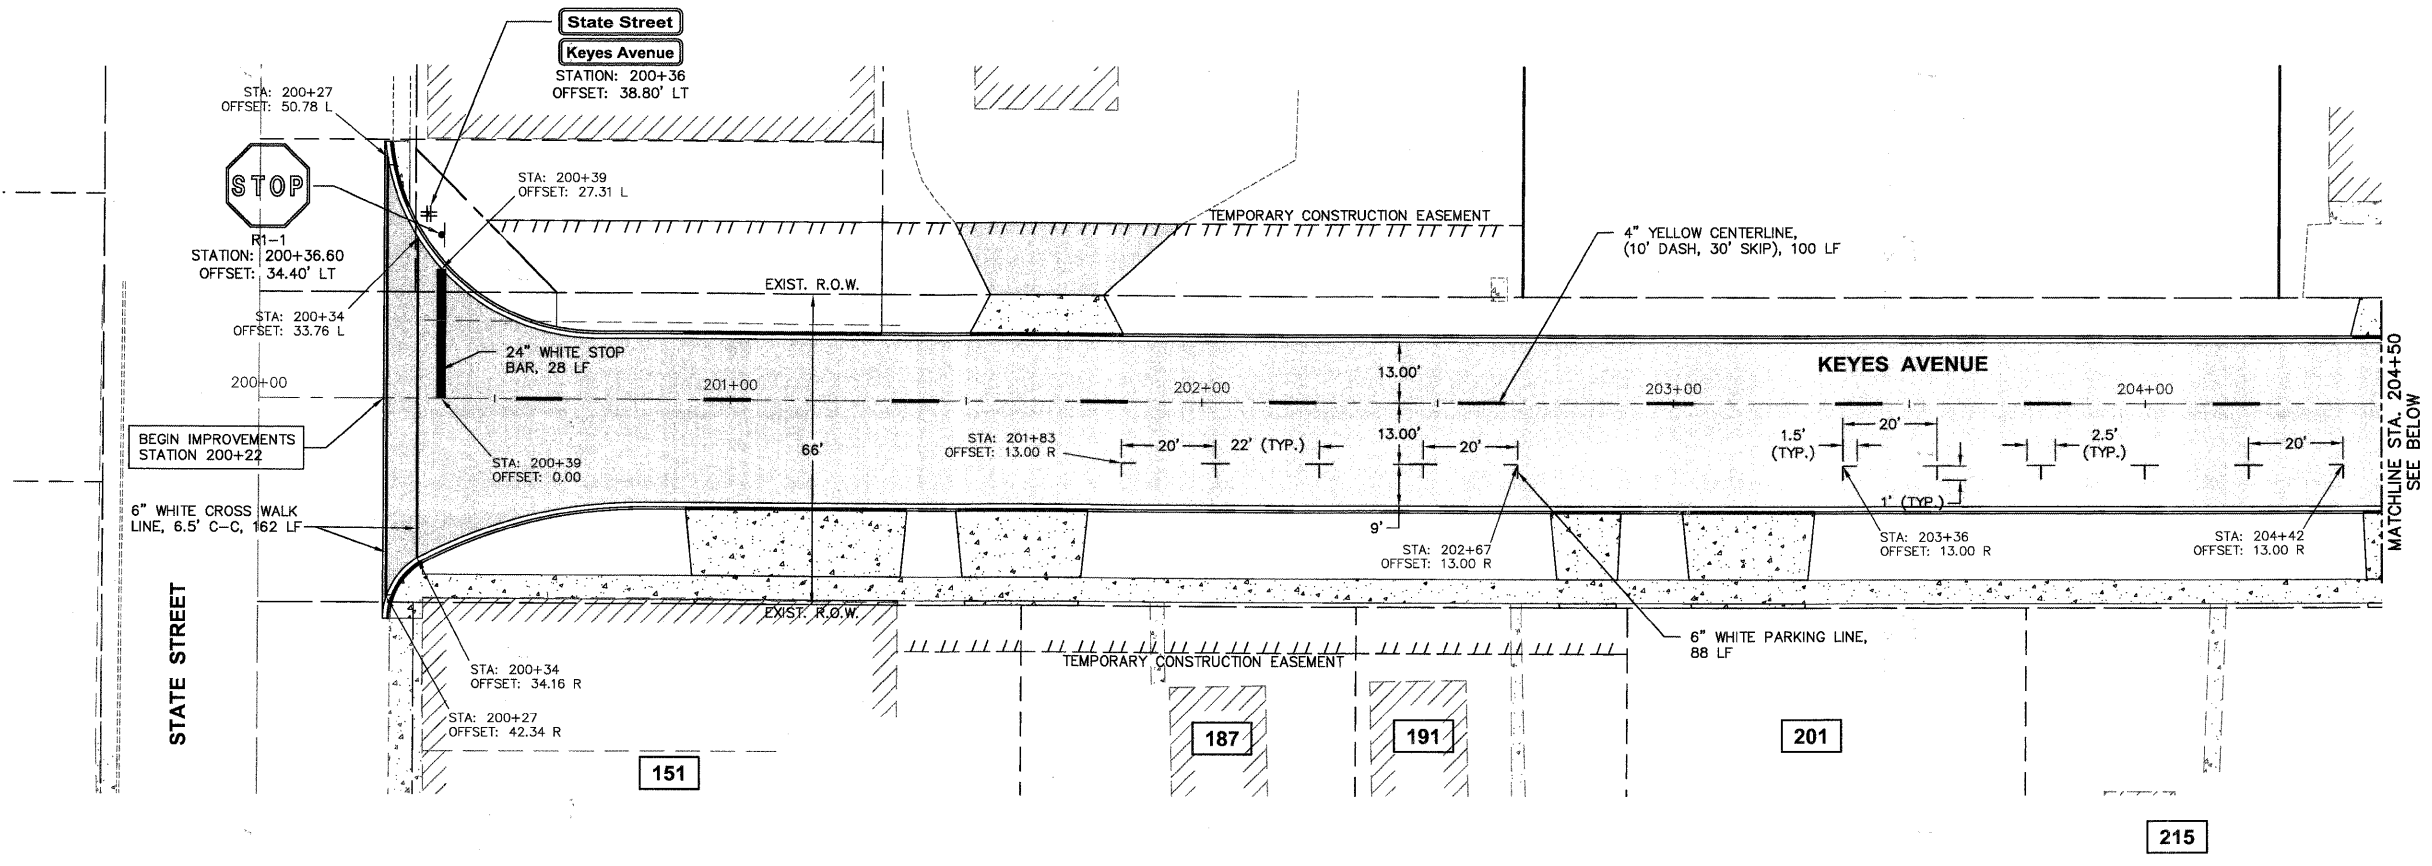 State Street
Keyes Avenue
STATION: 200+36
OFFSET: 38.80' LT
STA: 200+27
OFFSET: 50.78 L
STOP
R1-1
STATION: 200+36.60
OFFSET: 34.40' LT
STA: 200+39
OFFSET: 27.31 L
TEMPORARY CONSTRUCTION EASEMENT
4" YELLOW CENTERLINE,
(10' DASH, 30' SKIP), 100 LF
EXIST. R.O.W.
STA: 200+34
OFFSET: 33.76 L
24" WHITE STOP
BAR, 28 LF
KEYES AVENUE
13.00'
200+00
201+00
202+00
203+00
204+00
MATCHLINE STA. 204+50
SEE BELOW
BEGIN IMPROVEMENTS
STATION 200+22
66'
STA: 201+83
OFFSET: 13.00 R
20'
22' (TYP.)
13.00'
20'
1.5'
(TYP.)
20'
2.5'
(TYP.)
20'
STA: 200+39
OFFSET: 0.00
1' (TYP.)
6" WHITE CROSS WALK
LINE, 6.5' C-C, 162 LF
9'
STA: 202+67
OFFSET: 13.00 R
STA: 203+36
OFFSET: 13.00 R
STA: 204+42
OFFSET: 13.00 R
EXIST. R.O.W.
STATE STREET
6" WHITE PARKING LINE,
88 LF
TEMPORARY CONSTRUCTION EASEMENT
STA: 200+34
OFFSET: 34.16 R
STA: 200+27
OFFSET: 42.34 R
151
187
191
201
215